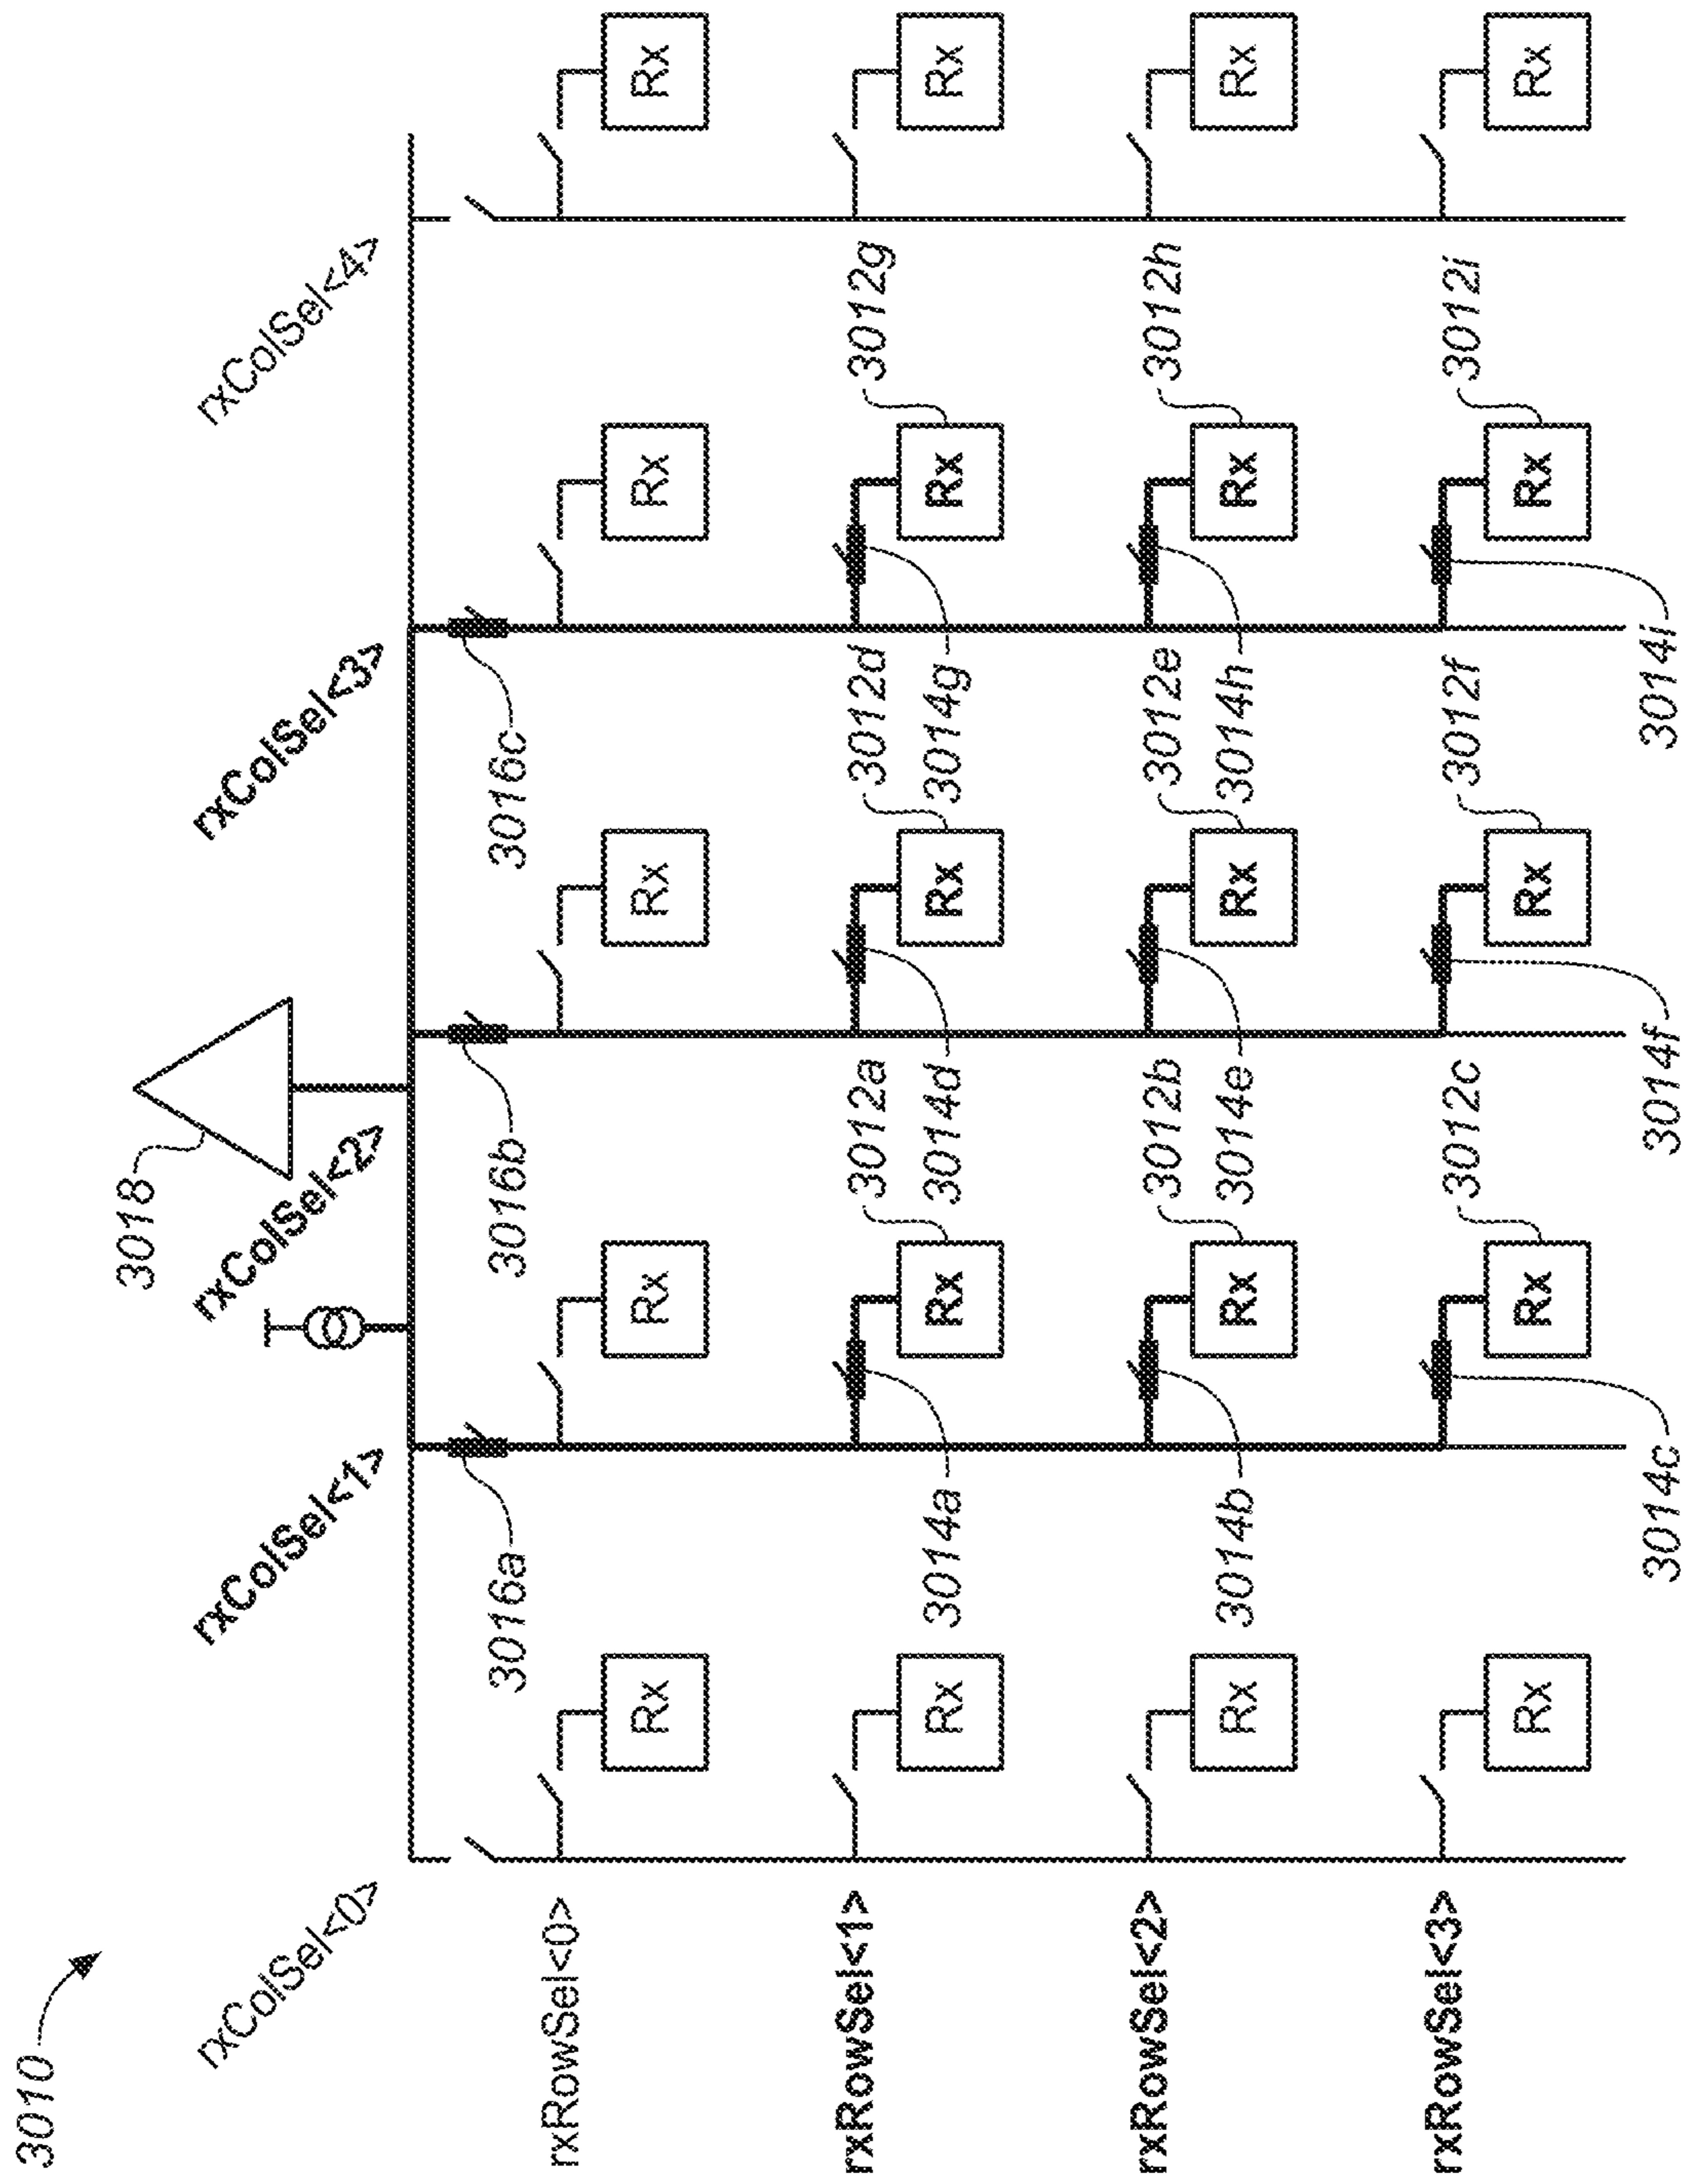 3010
3018
rxColSel<0>
rxColSel<1>
rxColSel<2>
rxColSel<3>
rxColSel<4>
3016a
3016b
3016c
rxRowSel<0>
Rx
Rx
Rx
Rx
Rx
rxRowSel<1>
3012a
3012d
3012g
Rx
Rx
Rx
Rx
Rx
3014a
3014d
3014g
rxRowSel<2>
3012b
3012e
3012h
Rx
Rx
Rx
Rx
Rx
3014b
3014e
3014h
rxRowSel<3>
3012c
3012f
3012i
Rx
Rx
Rx
Rx
Rx
3014c
3014f
3014i